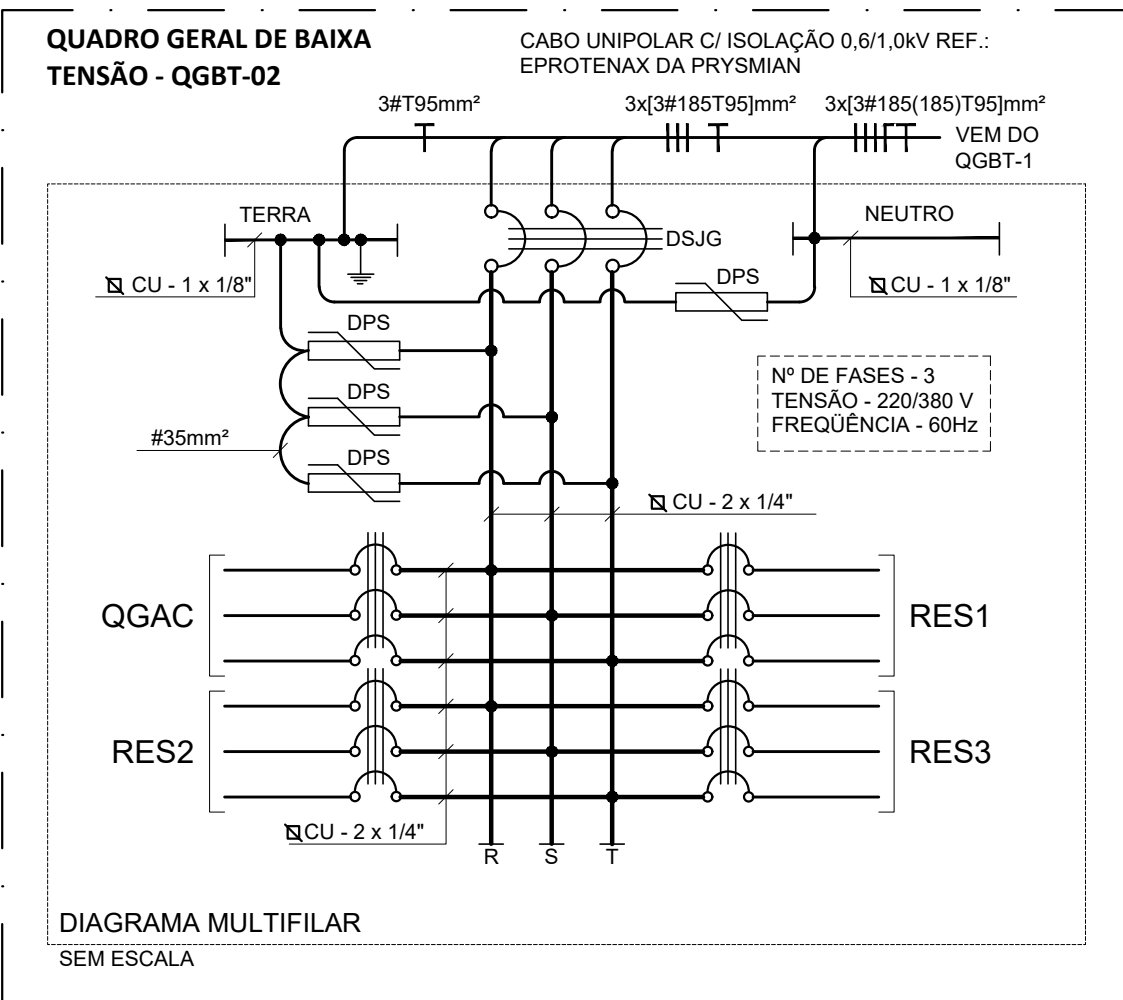 QUADRO GERAL DE BAIXA
TENSÃO - QGBT-02
CABO UNIPOLAR C/ ISOLAÇÃO 0,6/1,0kV REF.:
EPROTENAX DA PRYSMIAN
3#T95mm²
3x[3#185T95]mm²
3x[3#185(185)T95]mm²
VEM DO
QGBT-1
TERRA
DSJG
NEUTRO
CU - 1 x 1/8"
DPS
CU - 1 x 1/8"
DPS
DPS
DPS
#35mm²
Nº DE FASES - 3
TENSÃO - 220/380 V
FREQÜÊNCIA - 60Hz
CU - 2 x 1/4"
QGAC
RES1
RES2
RES3
CU - 2 x 1/4"
R
S
T
DIAGRAMA MULTIFILAR
SEM ESCALA